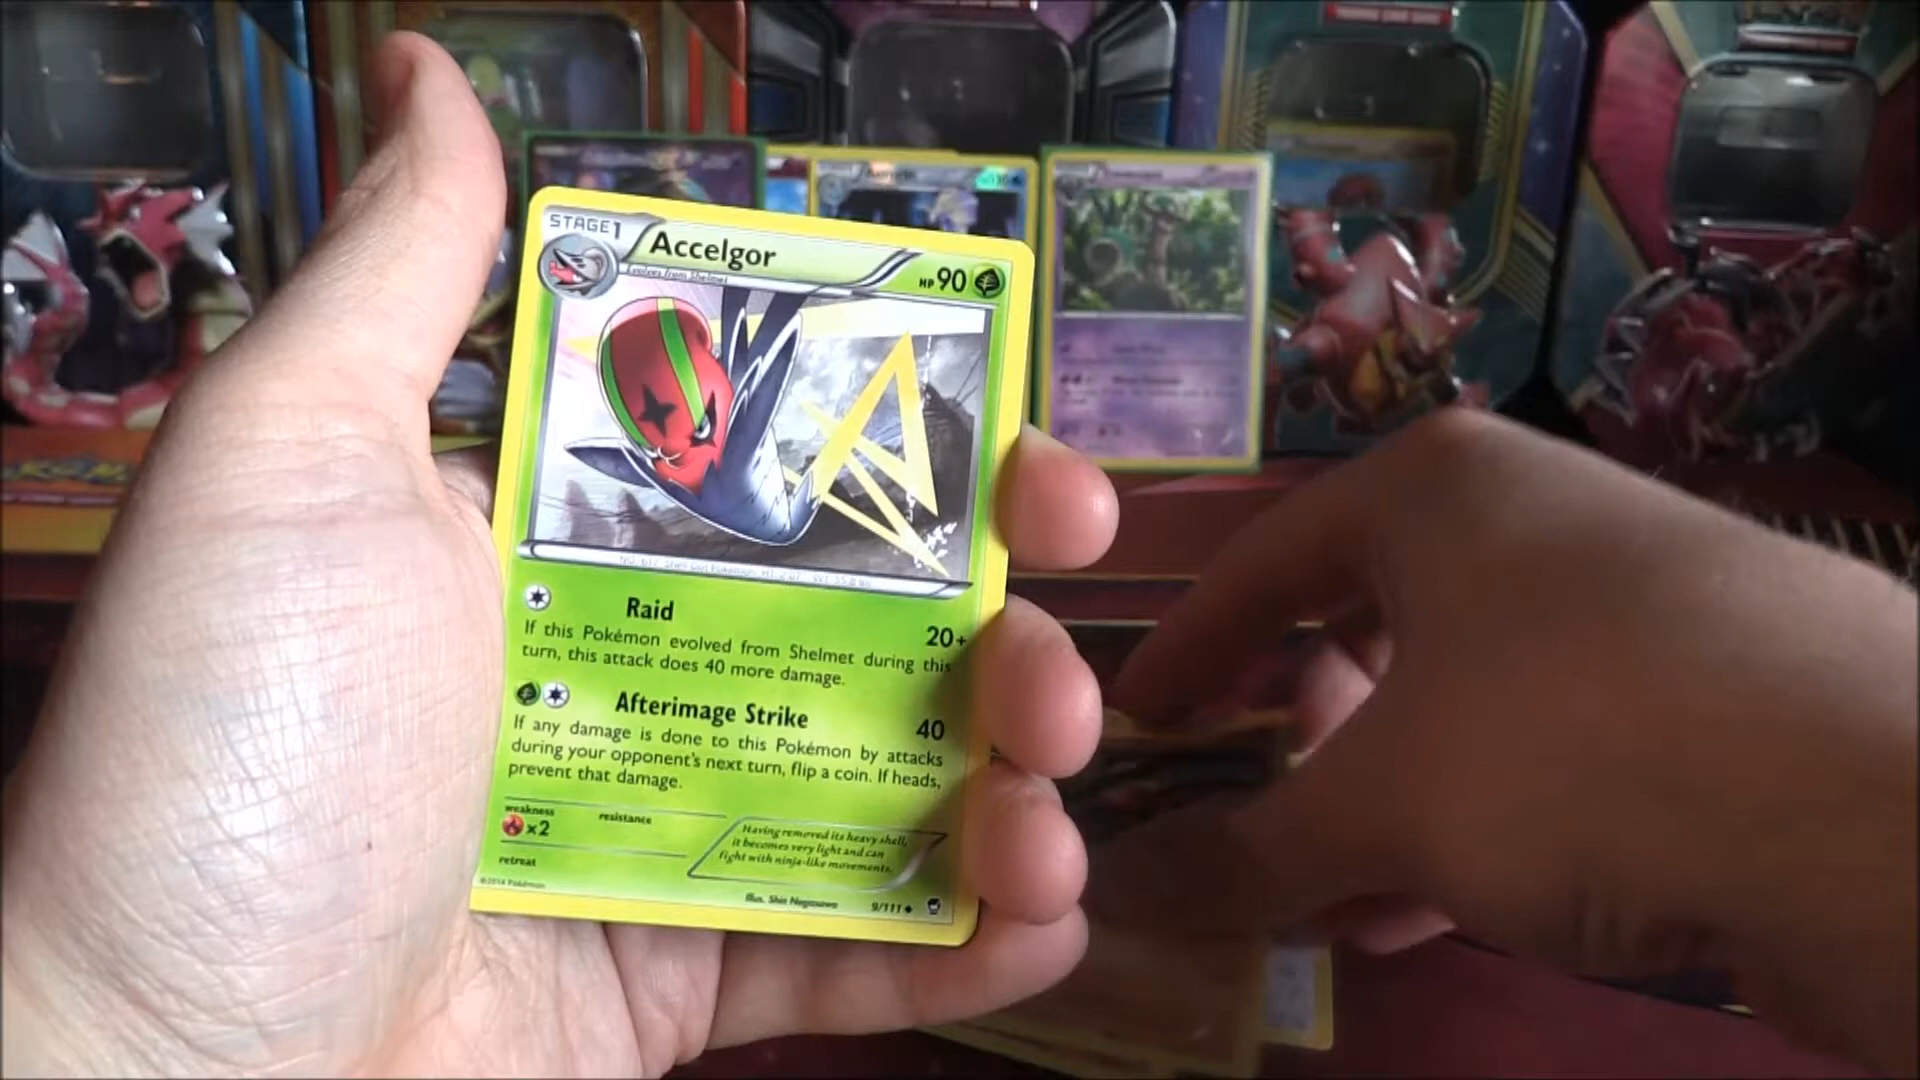 STAGE1
Accelgor
HP 90
Evolves from Shelmet
Raid
20+
If this Pokémon evolved from Shelmet during this
turn, this attack does 40 more damage.
Afterimage Strike
40
If any damage is done to this Pokémon by attacks
during your opponent's next turn, flip a coin. If heads,
prevent that damage.
weakness
resistance
x2
Having removed its heavy shell,
it becomes very light and can
fight with ninja-like movements.
retreat
©2014 Pokémon
Illus. Shin Nagasawa
9/111